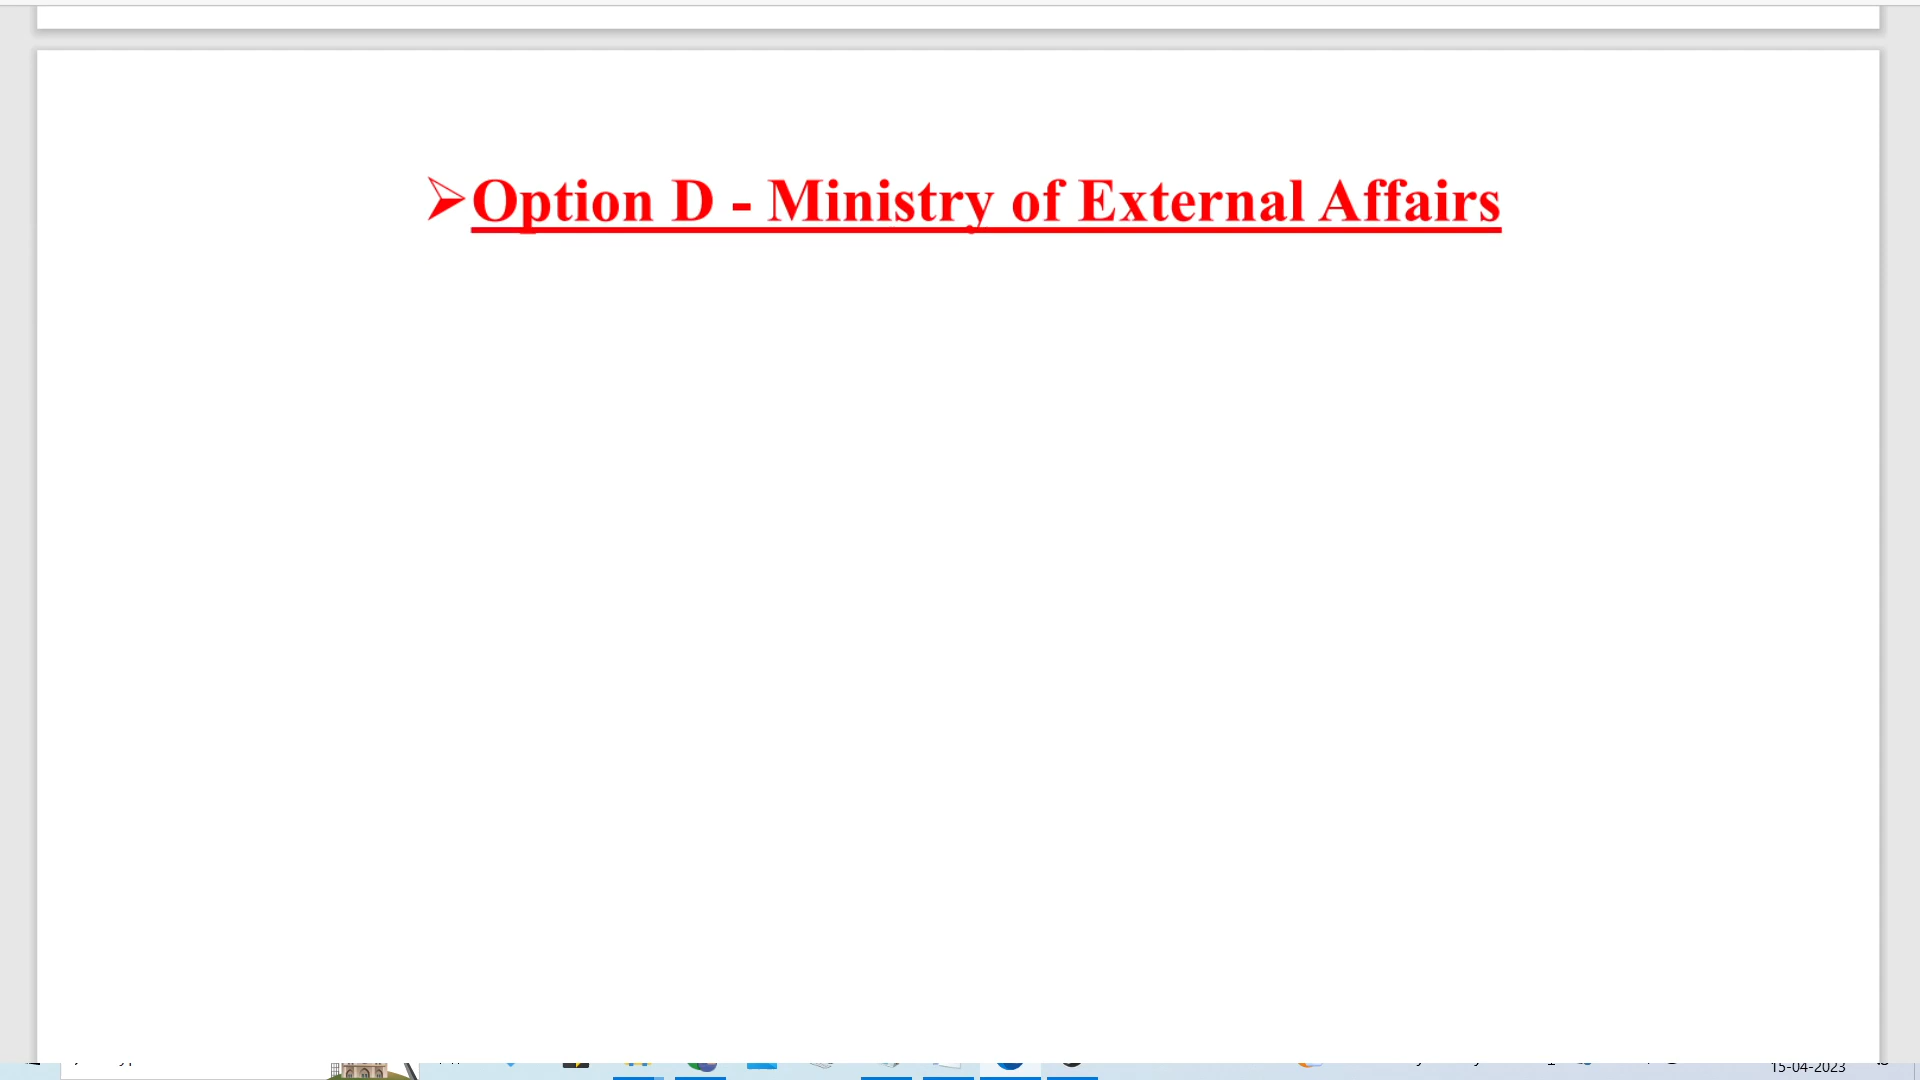 ➢Option D - Ministry of External Affairs
15-04-2023